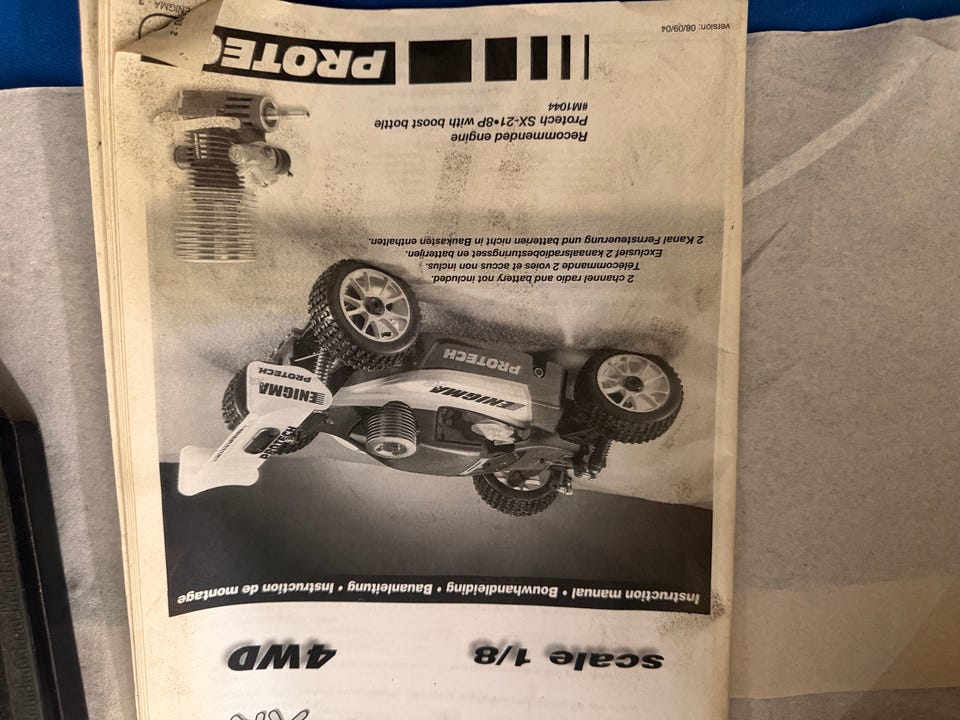 scale 1/8 4WD
Instruction manual • Bouwhandleiding • Bauanleitung • Instruction de montage
PROTECH
ENIGMA
ENIGMA
PROTECH
PROTECH
2 channel radio and battery not included.
Télécommande 2 voies et accus non inclus.
Exclusief 2 kanaalsradiobesturingsset en batterijen.
2 Kanal Fernsteuerung und batterien nicht in Baukasten enthalten.
Recommended engine
Protech SX-21•8P with boost bottle
#M1044
PROTEC
version: 08/09/04
ENIGMA